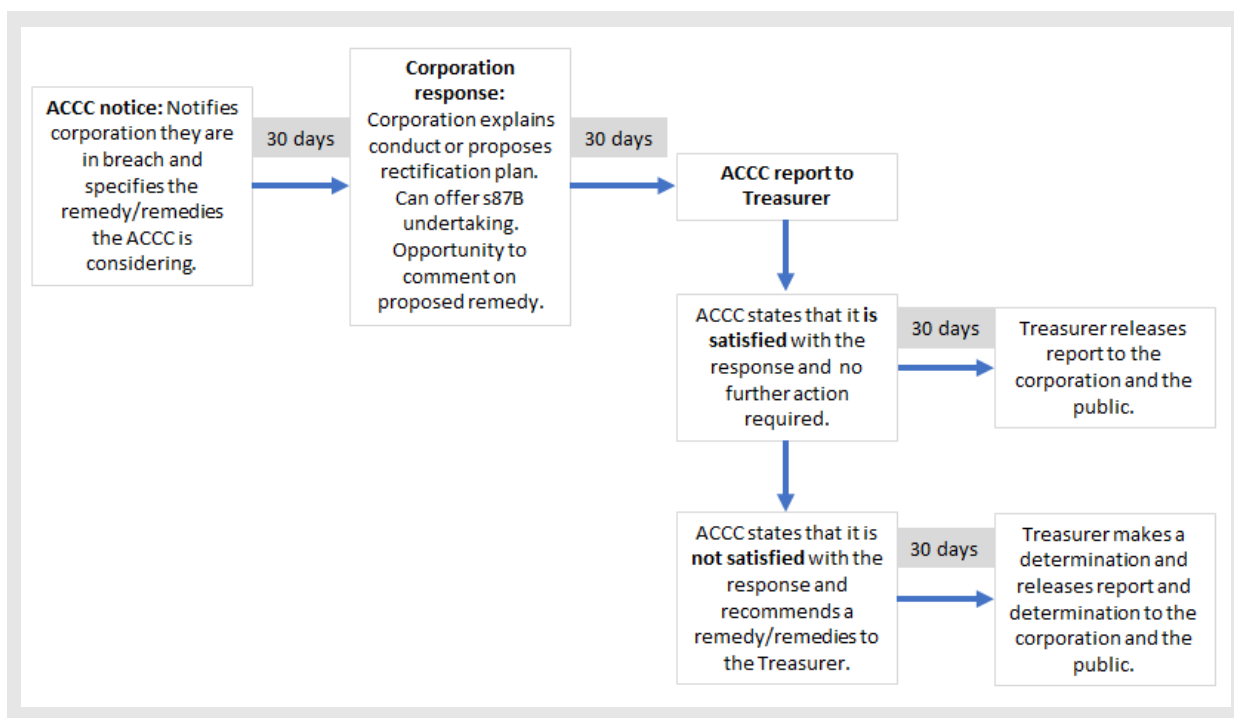 ACCC notice: Notifies
corporation they are
in breach and
specifies the
remedy/remedies
the ACCC is
considering.
30 days
Corporation
response:
Corporation explains
conduct or proposes
rectification plan.
Can offer s87B
undertaking.
Opportunity to
comment on
proposed remedy.
30 days
ACCC report to
Treasurer
ACCC states that it is
satisfied with the
response and no
further action
required.
30 days
Treasurer releases
report to the
corporation and the
public.
ACCC states that it is
not satisfied with the
response and
recommends a
remedy/remedies to
the Treasurer.
30 days
Treasurer makes a
determination and
releases report and
determination to the
corporation and the
public.